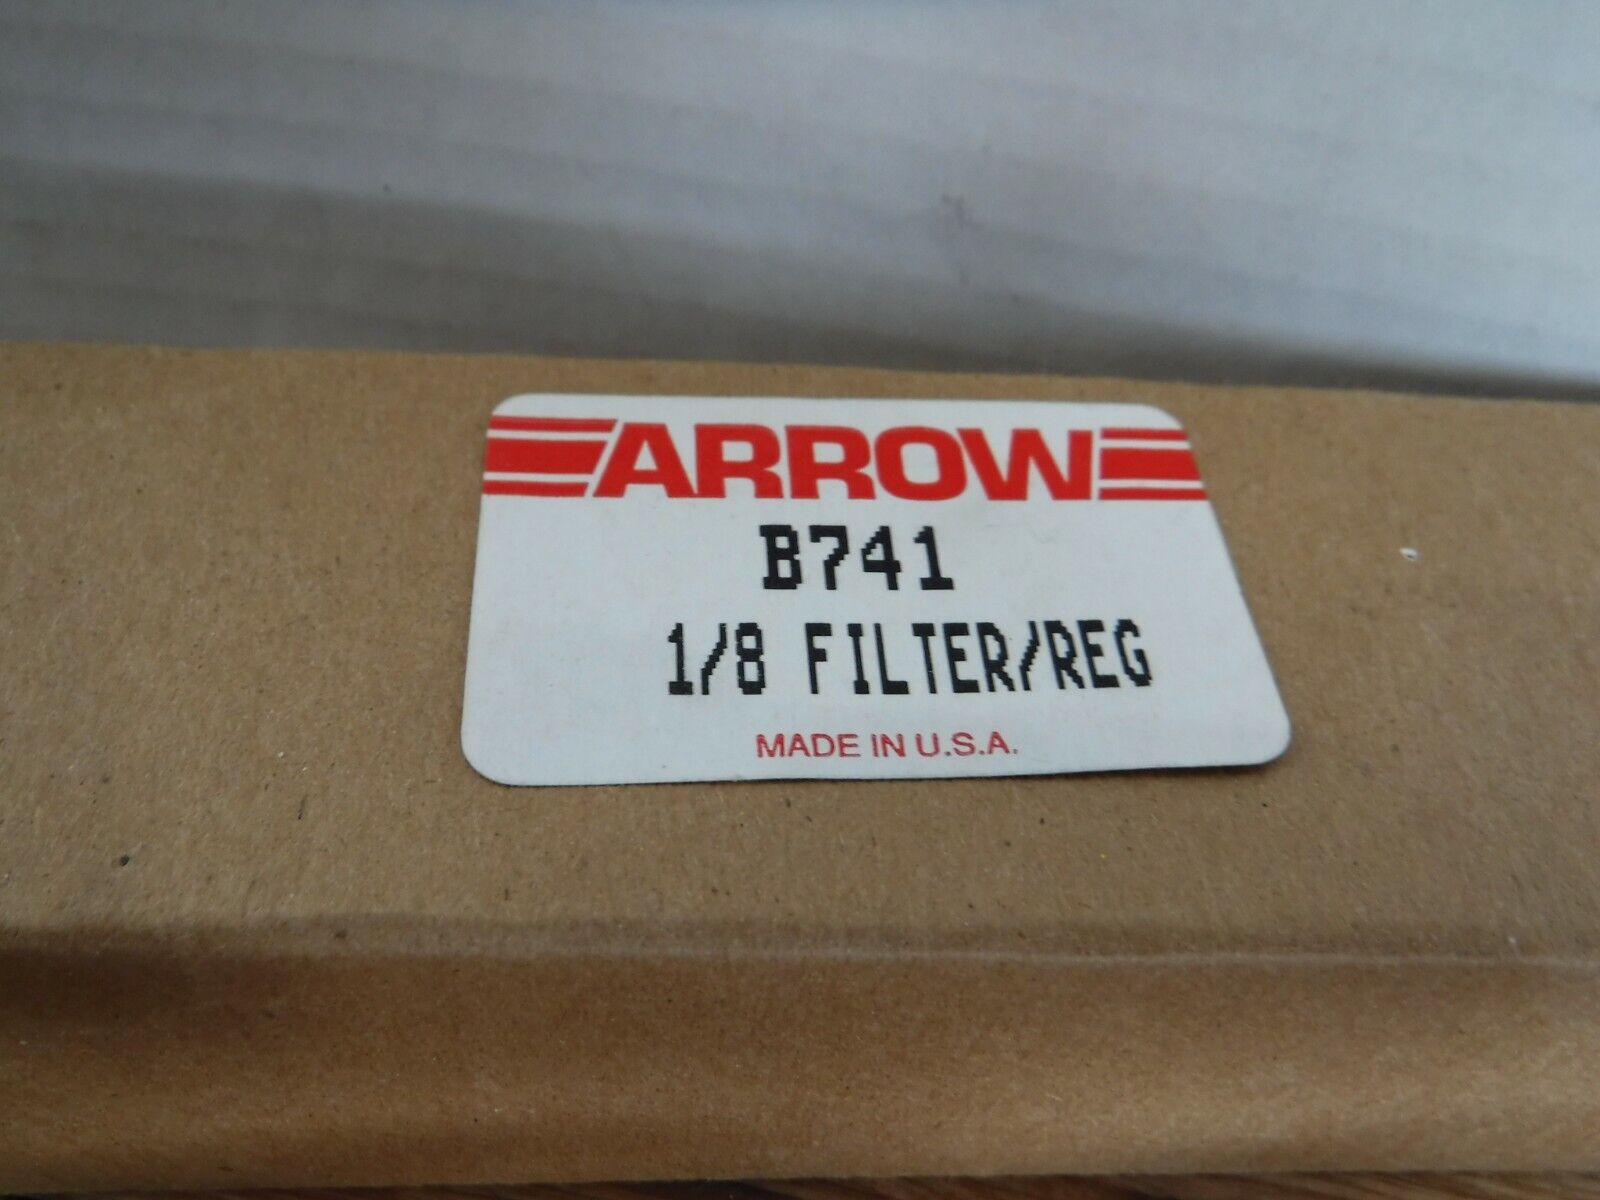 ARROW
B741
1/8 FILTER/REG
MADE IN U.S.A.